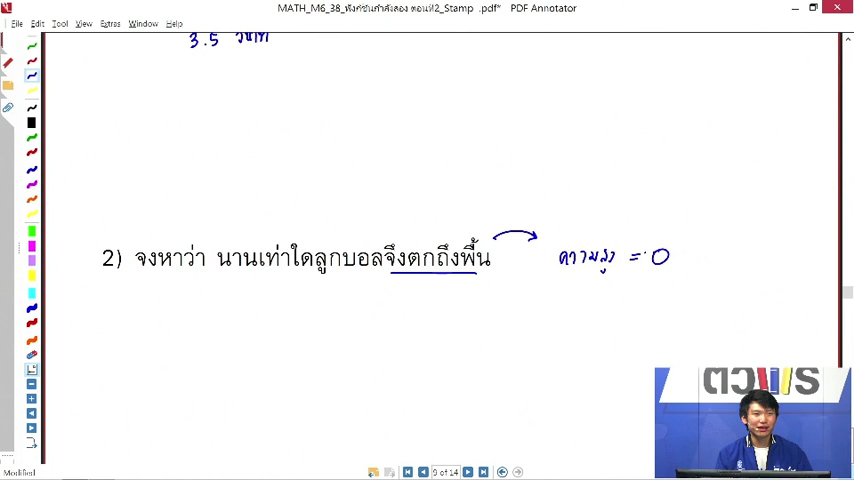 MATH_M6_38_ฟังก์ชันกำลังสอง ตอนที่2_Stamp .pdf* PDF Annotator
File Edit Tool View Extras Window Help
3.5 วินาที
2) จงหาว่า นานเท่าใดลูกบอลจึงตกถึงพื้น ความสูง = 0
ติวฟรี
9 of 14
Modified